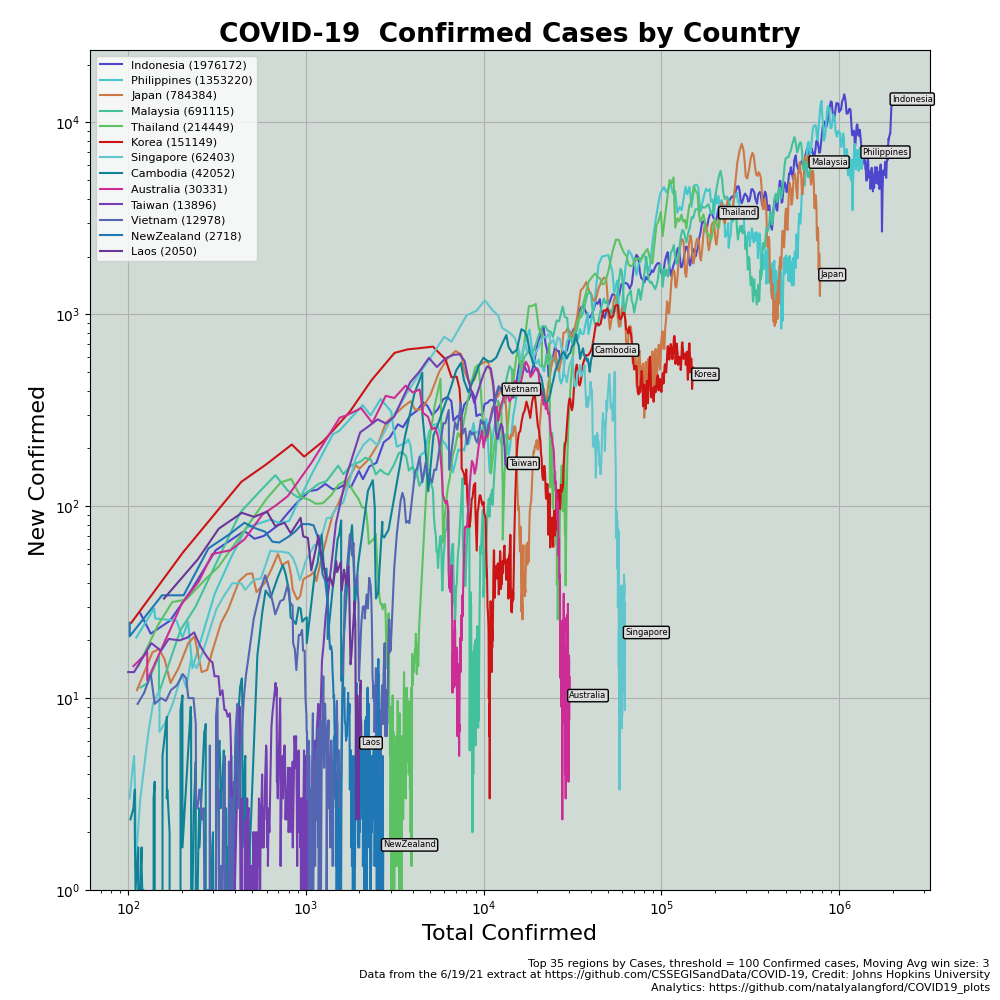 COVID-19  Confirmed Cases by Country
Indonesia (1976172)
Philippines (1353220)
Japan (784384)
Malaysia (691115)
Thailand (214449)
Korea (151149)
Singapore (62403)
Cambodia (42052)
Australia (30331)
Taiwan (13896)
Vietnam (12978)
NewZealand (2718)
Laos (2050)
Indonesia
Philippines
Malaysia
Thailand
Japan
Cambodia
Korea
Vietnam
Taiwan
Singapore
Australia
Laos
NewZealand
New Confirmed
10⁴
10³
10²
10¹
10⁰
10² 10³ 10⁴ 10⁵ 10⁶
Total Confirmed
Top 35 regions by Cases, threshold = 100 Confirmed cases, Moving Avg win size: 3
Data from the 6/19/21 extract at https://github.com/CSSEGISandData/COVID-19, Credit: Johns Hopkins University
Analytics: https://github.com/natalyalangford/COVID19_plots